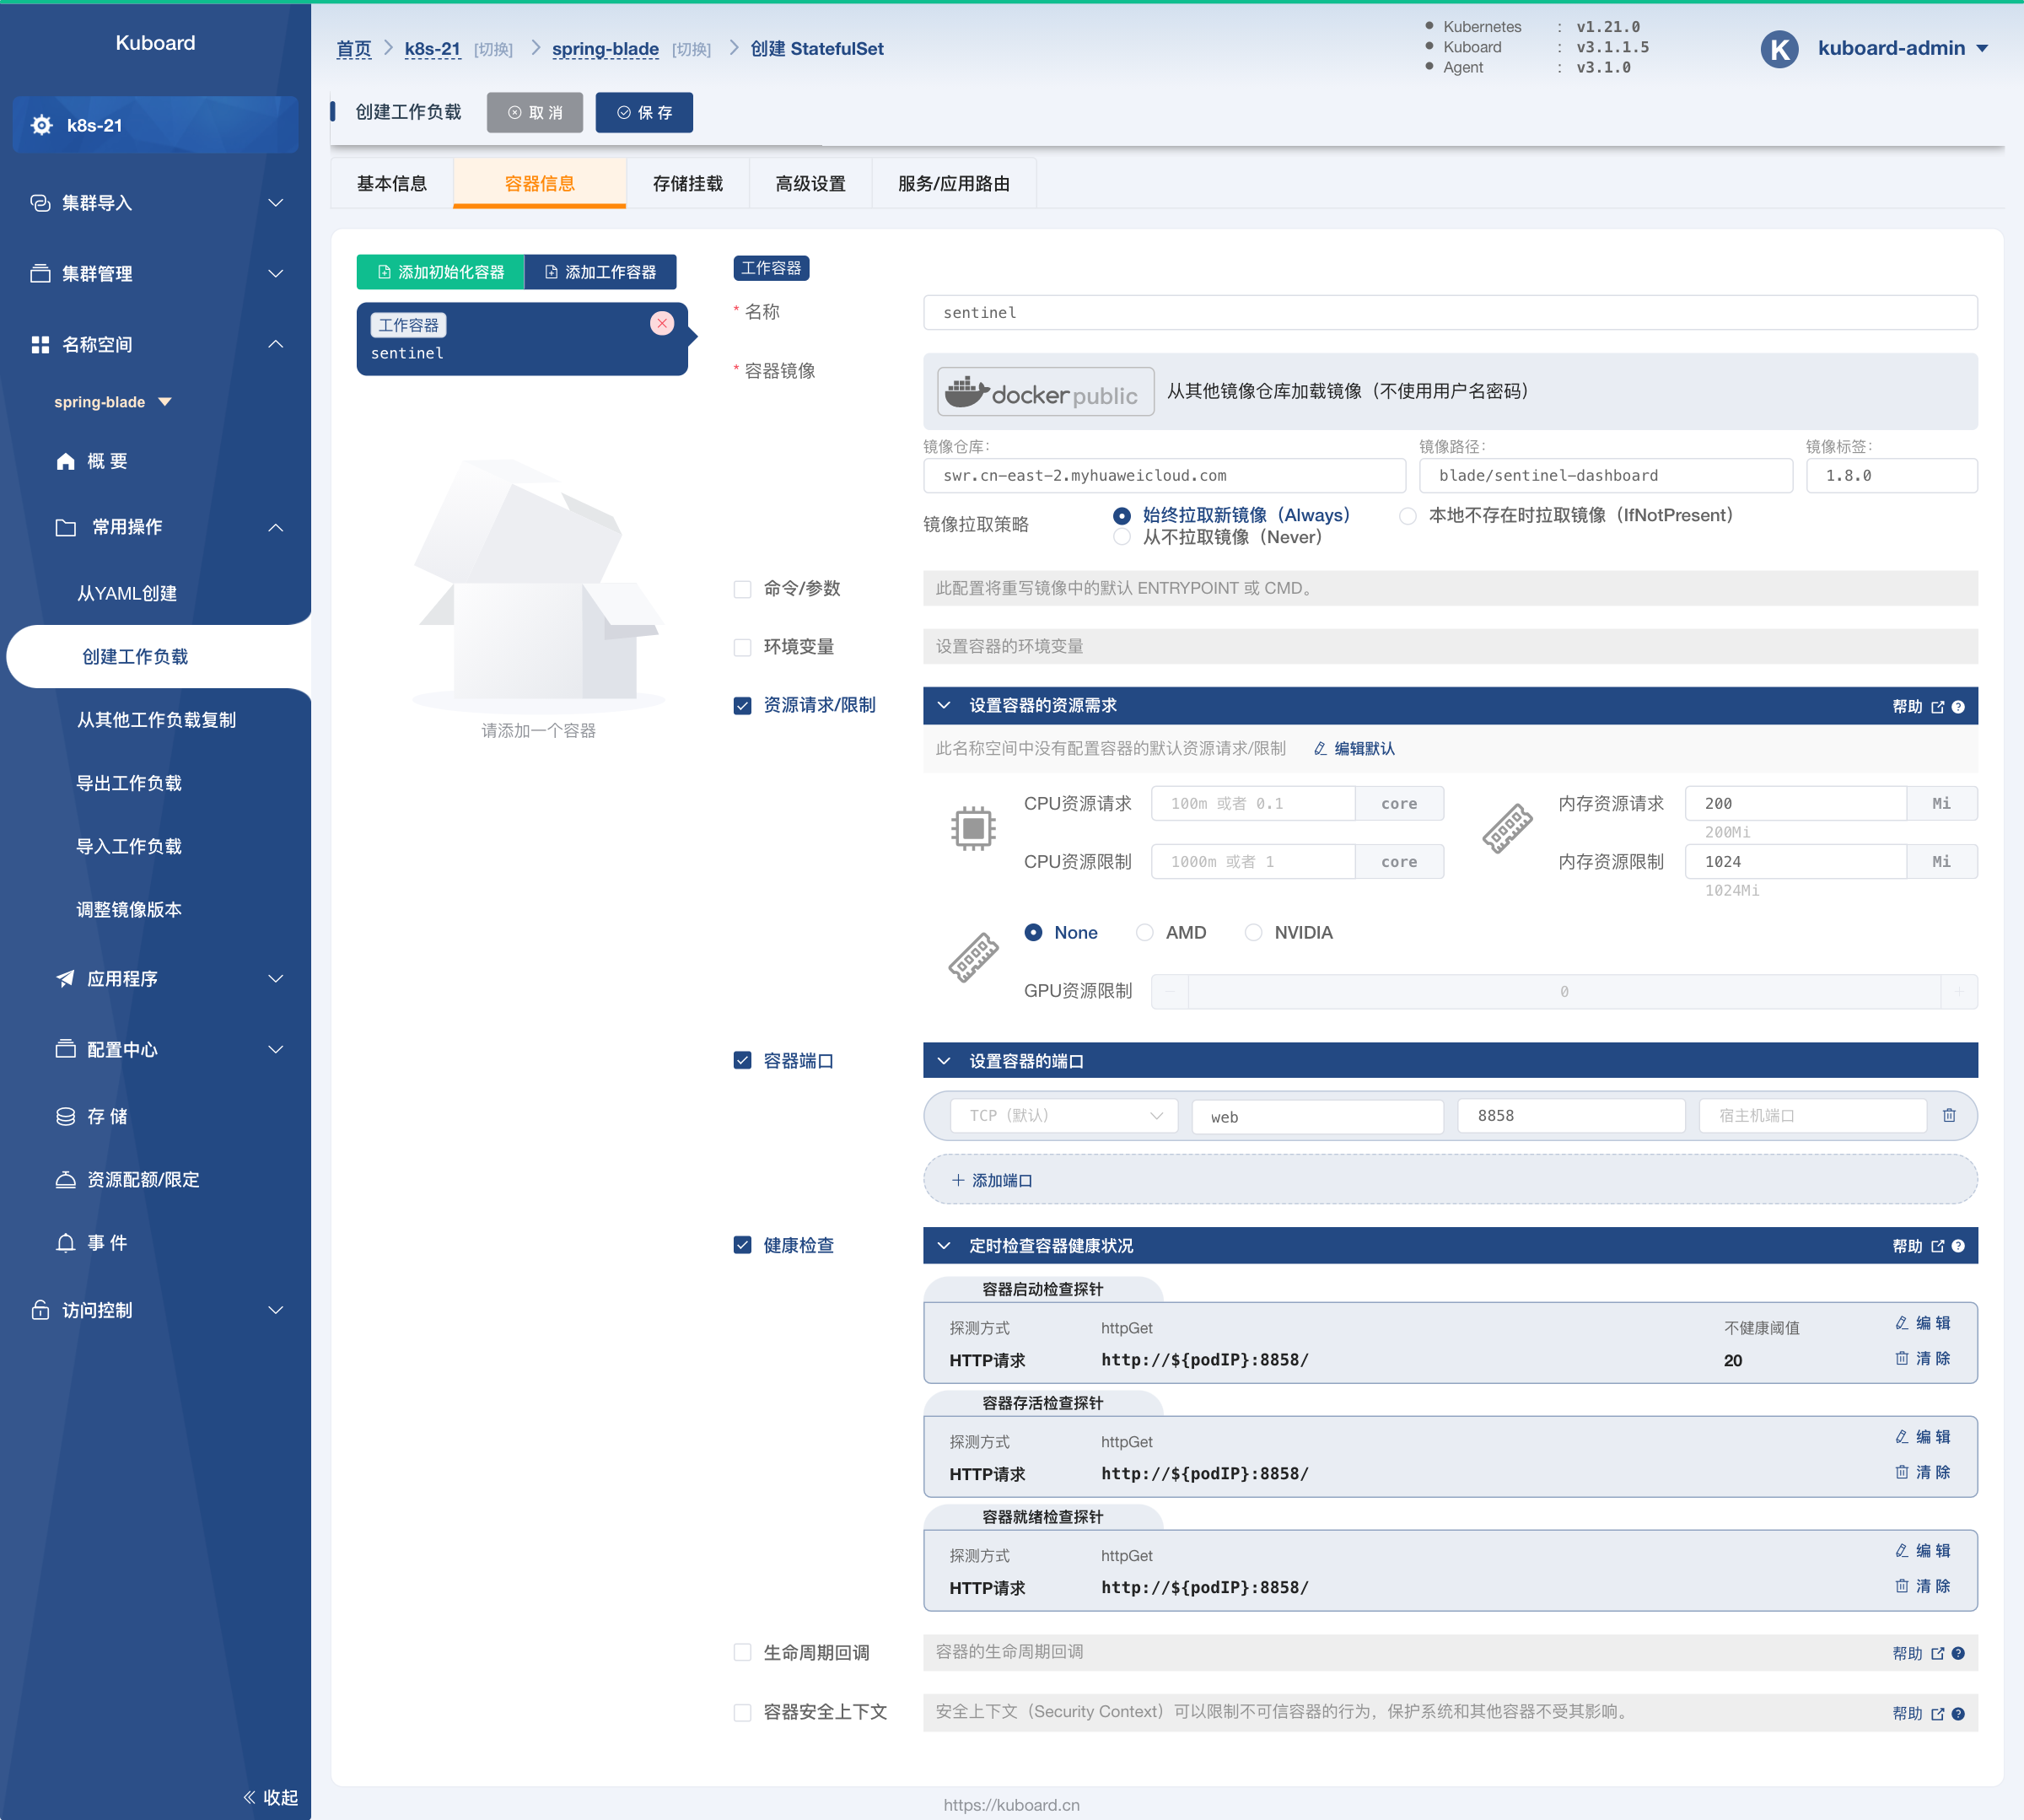 Kuboard
k8s-21
集群导入
集群管理
名称空间
spring-blade
概 要
常用操作
从YAML创建
创建工作负载
从其他工作负载复制
导出工作负载
导入工作负载
调整镜像版本
应用程序
配置中心
存 储
资源配额/限定
事 件
访问控制
收起
首页 k8s-21 [切换] spring-blade [切换] 创建 StatefulSet
Kubernetes : v1.21.0
Kuboard : v3.1.1.5
Agent : v3.1.0
K kuboard-admin
创建工作负载 取 消 保 存
基本信息 容器信息 存储挂载 高级设置 服务/应用路由
添加初始化容器 添加工作容器
工作容器
sentinel
请添加一个容器
工作容器
* 名称 sentinel
* 容器镜像 docker public 从其他镜像仓库加载镜像（不使用用户名密码）
镜像仓库: 镜像路径: 镜像标签:
swr.cn-east-2.myhuaweicloud.com blade/sentinel-dashboard 1.8.0
镜像拉取策略 始终拉取新镜像（Always） 本地不存在时拉取镜像（IfNotPresent）
从不拉取镜像（Never）
命令/参数 此配置将重写镜像中的默认 ENTRYPOINT 或 CMD。
环境变量 设置容器的环境变量
资源请求/限制 设置容器的资源需求 帮助
此名称空间中没有配置容器的默认资源请求/限制 编辑默认
CPU资源请求 100m 或者 0.1 core 内存资源请求 200 Mi
200Mi
CPU资源限制 1000m 或者 1 core 内存资源限制 1024 Mi
1024Mi
None AMD NVIDIA
GPU资源限制 0
容器端口 设置容器的端口
TCP（默认） web 8858 宿主机端口
添加端口
健康检查 定时检查容器健康状况 帮助
容器启动检查探针
探测方式 httpGet 不健康阈值 编 辑
HTTP请求 http://${podIP}:8858/ 20 清 除
容器存活检查探针
探测方式 httpGet 编 辑
HTTP请求 http://${podIP}:8858/ 清 除
容器就绪检查探针
探测方式 httpGet 编 辑
HTTP请求 http://${podIP}:8858/ 清 除
生命周期回调 容器的生命周期回调 帮助
容器安全上下文 安全上下文（Security Context）可以限制不可信容器的行为，保护系统和其他容器不受其影响。 帮助
https://kuboard.cn